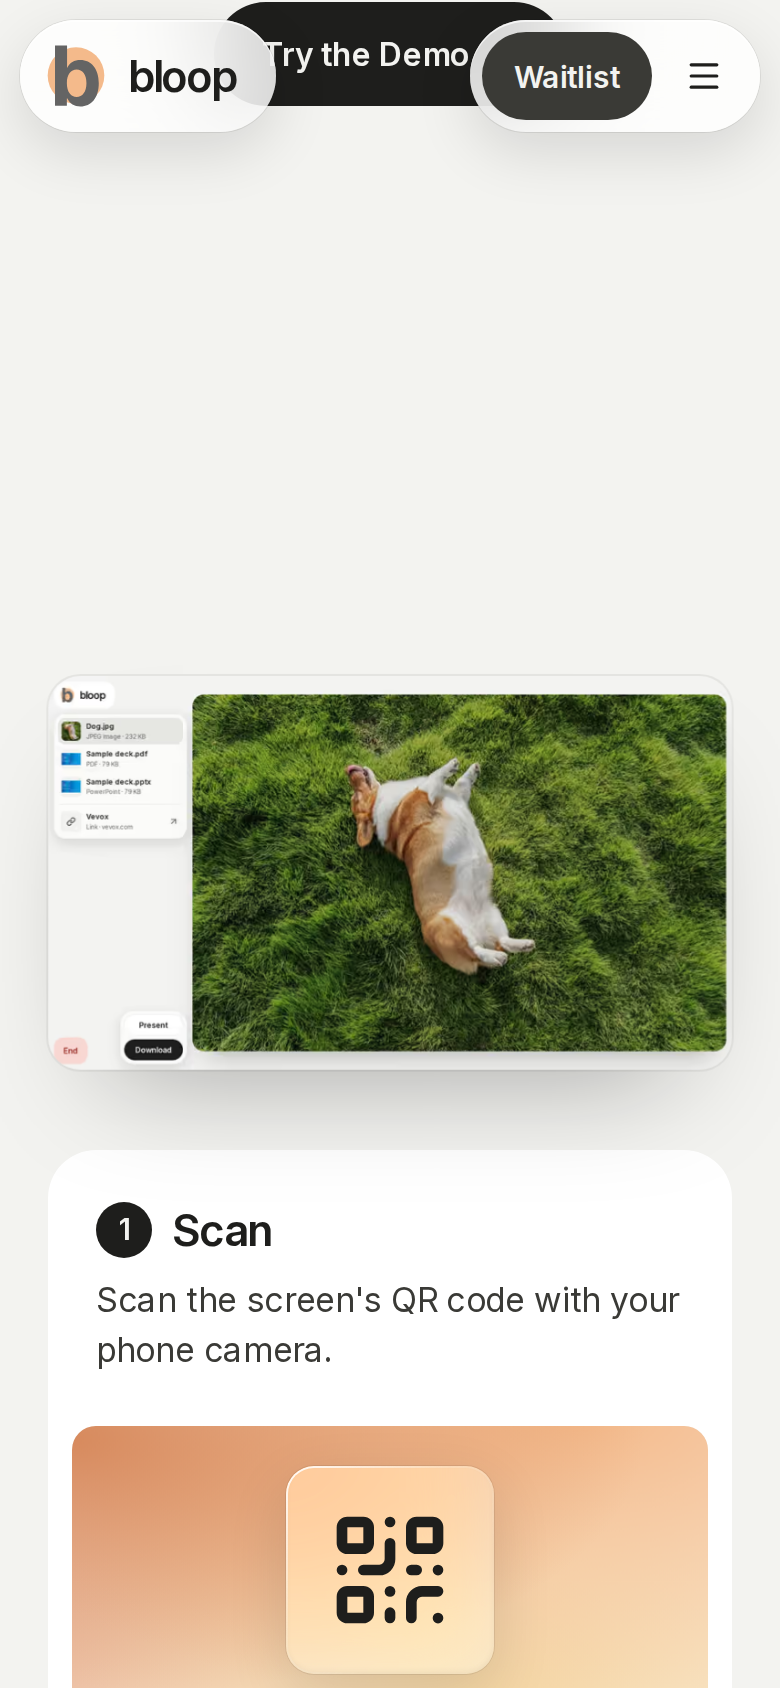 Try the Demo
bloop
Waitlist
bloop
Dog.jpg
JPEG image · 232 KB
Sample deck.pdf
PDF · 79 KB
Sample deck.pptx
PowerPoint · 79 KB
Vevox
Link · vevox.com
Present
Download
End
1 Scan
Scan the screen's QR code with your
phone camera.